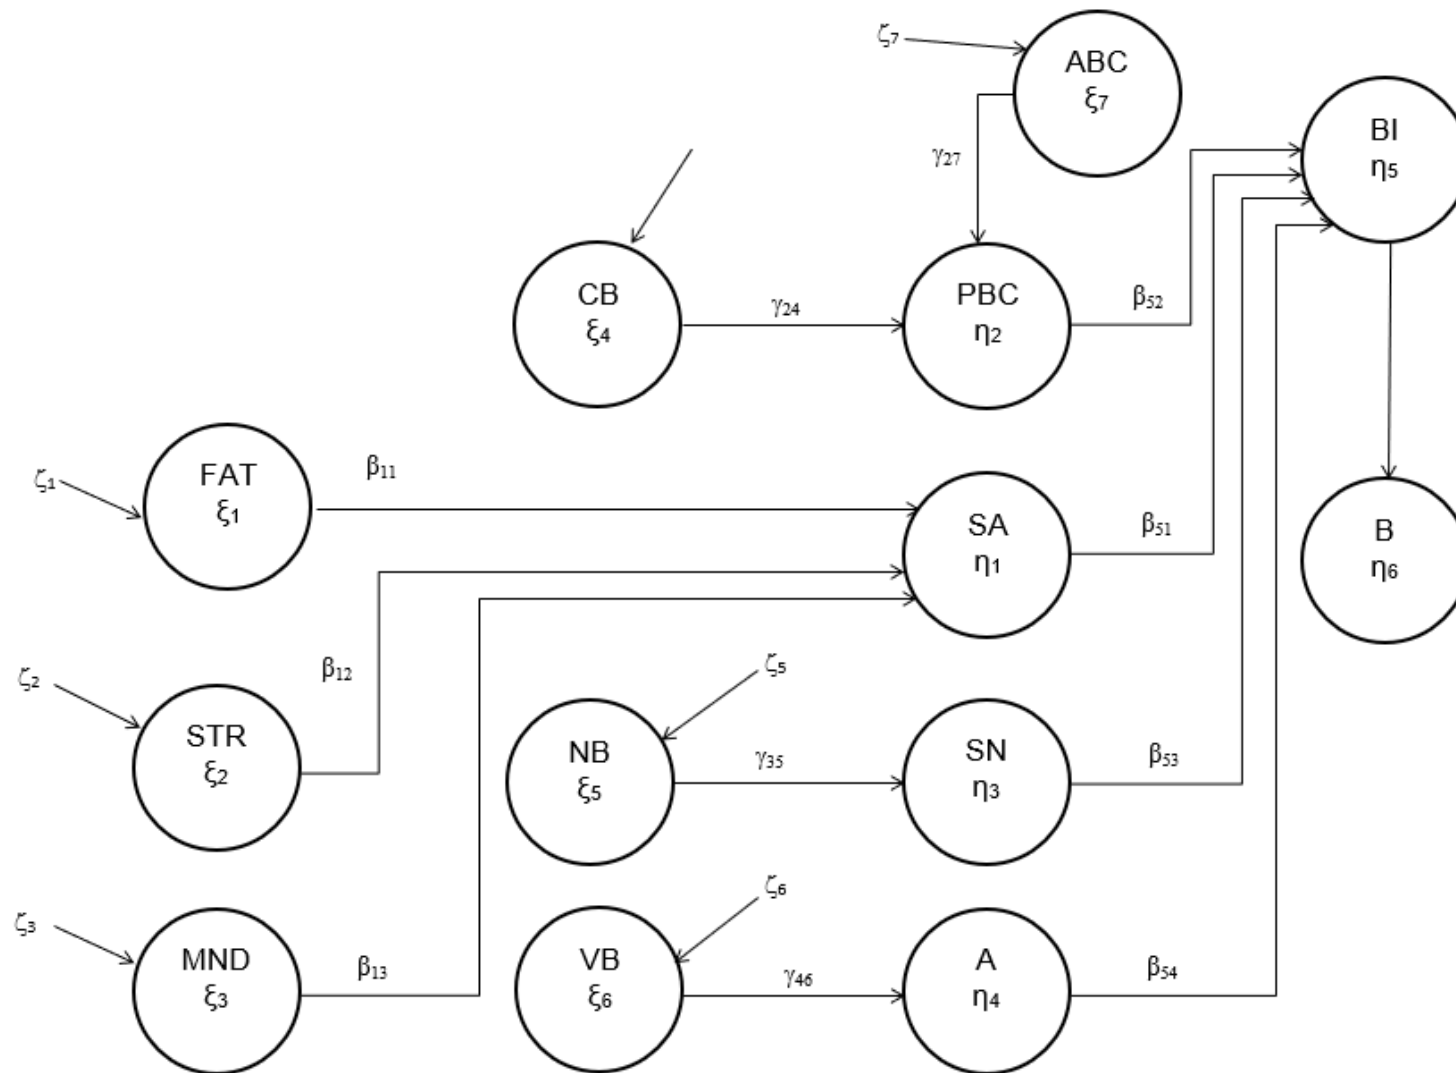 ζ₇
ABC
ξ₇
BI
η₅
γ₂₇
CB
ξ₄
γ₂₄
PBC
η₂
β₅₂
FAT
ξ₁
ζ₁
β₁₁
SA
η₁
β₅₁
B
η₆
STR
ξ₂
ζ₂
β₁₂
NB
ξ₅
ζ₅
γ₃₅
SN
η₃
β₅₃
MND
ξ₃
ζ₃
β₁₃
VB
ξ₆
ζ₆
γ₄₆
A
η₄
β₅₄